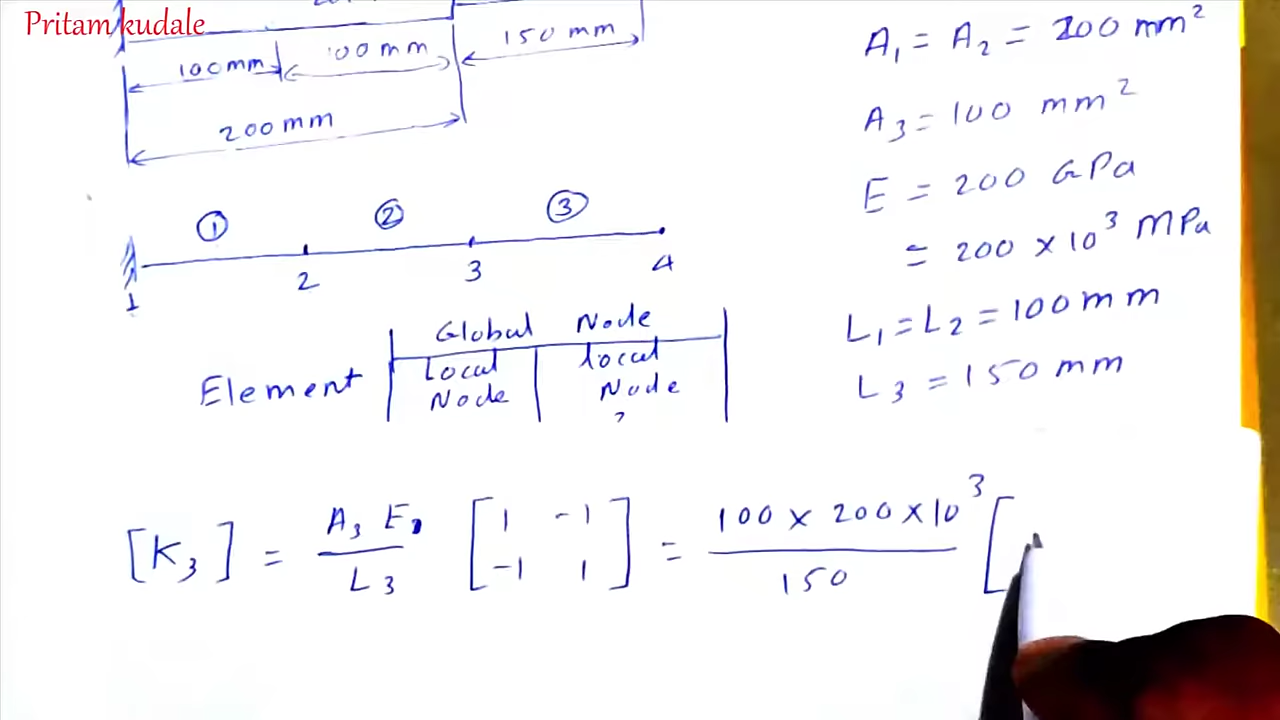 Pritam kudale
100mm 100 mm 150 mm
200mm
① ② ③
1 2 3 4
Global Node
Element Local Node local Node
A₁ = A₂ = 200 mm²
A₃ = 100 mm²
E = 200 GPa
= 200 × 10³ MPa
L₁ = L₂ = 100mm
L₃ = 150 mm
[K₃] = A₃ E / L₃ [1 -1 -1 1] = 100 × 200 × 10³ / 150 [